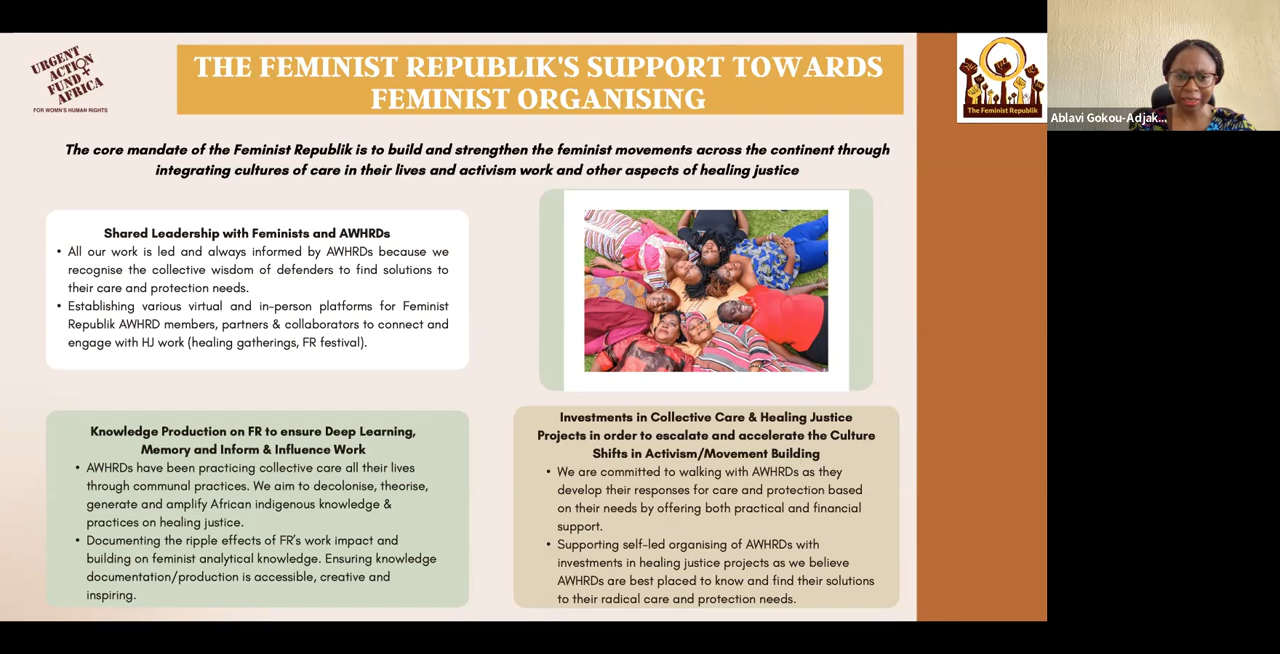 URGENT
ACTION
FUND
AFRICA
FOR WOMN'S HUMAN RIGHTS
THE FEMINIST REPUBLIK'S SUPPORT TOWARDS
FEMINIST ORGANISING
The Feminist Republik
Ablavi Gokou-Adjak...
The core mandate of the Feminist Republik is to build and strengthen the feminist movements across the continent through
integrating cultures of care in their lives and activism work and other aspects of healing justice
Shared Leadership with Feminists and AWHRDs
• All our work is led and always informed by AWHRDs because we
recognise the collective wisdom of defenders to find solutions to
their care and protection needs.
• Establishing various virtual and in-person platforms for Feminist
Republik AWHRD members, partners & collaborators to connect and
engage with HJ work (healing gatherings, FR festival).
Knowledge Production on FR to ensure Deep Learning,
Memory and Inform & Influence Work
• AWHRDs have been practicing collective care all their lives
through communal practices. We aim to decolonise, theorise,
generate and amplify African indigenous knowledge &
practices on healing justice.
• Documenting the ripple effects of FR's work impact and
building on feminist analytical knowledge. Ensuring knowledge
documentation/production is accessible, creative and
inspiring.
Investments in Collective Care & Healing Justice
Projects in order to escalate and accelerate the Culture
Shifts in Activism/Movement Building
• We are committed to walking with AWHRDs as they
develop their responses for care and protection based
on their needs by offering both practical and financial
support.
• Supporting self-led organising of AWHRDs with
investments in healing justice projects as we believe
AWHRDs are best placed to know and find their solutions
to their radical care and protection needs.